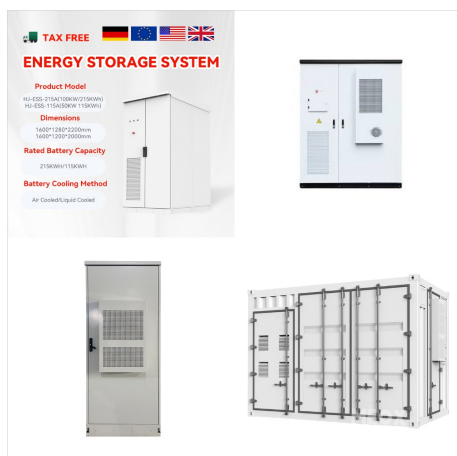 TAX FREE
ENERGY STORAGE SYSTEM
Product Model
HJ-ESS-215A(100KW/215KWh)
HJ-ESS-115A(50KW 115KWh)
Dimensions
1600*1280*2200mm
1600*1200*2000mm
Rated Battery Capacity
215KWH/115KWH
Battery Cooling Method
Air Cooled/Liquid Cooled